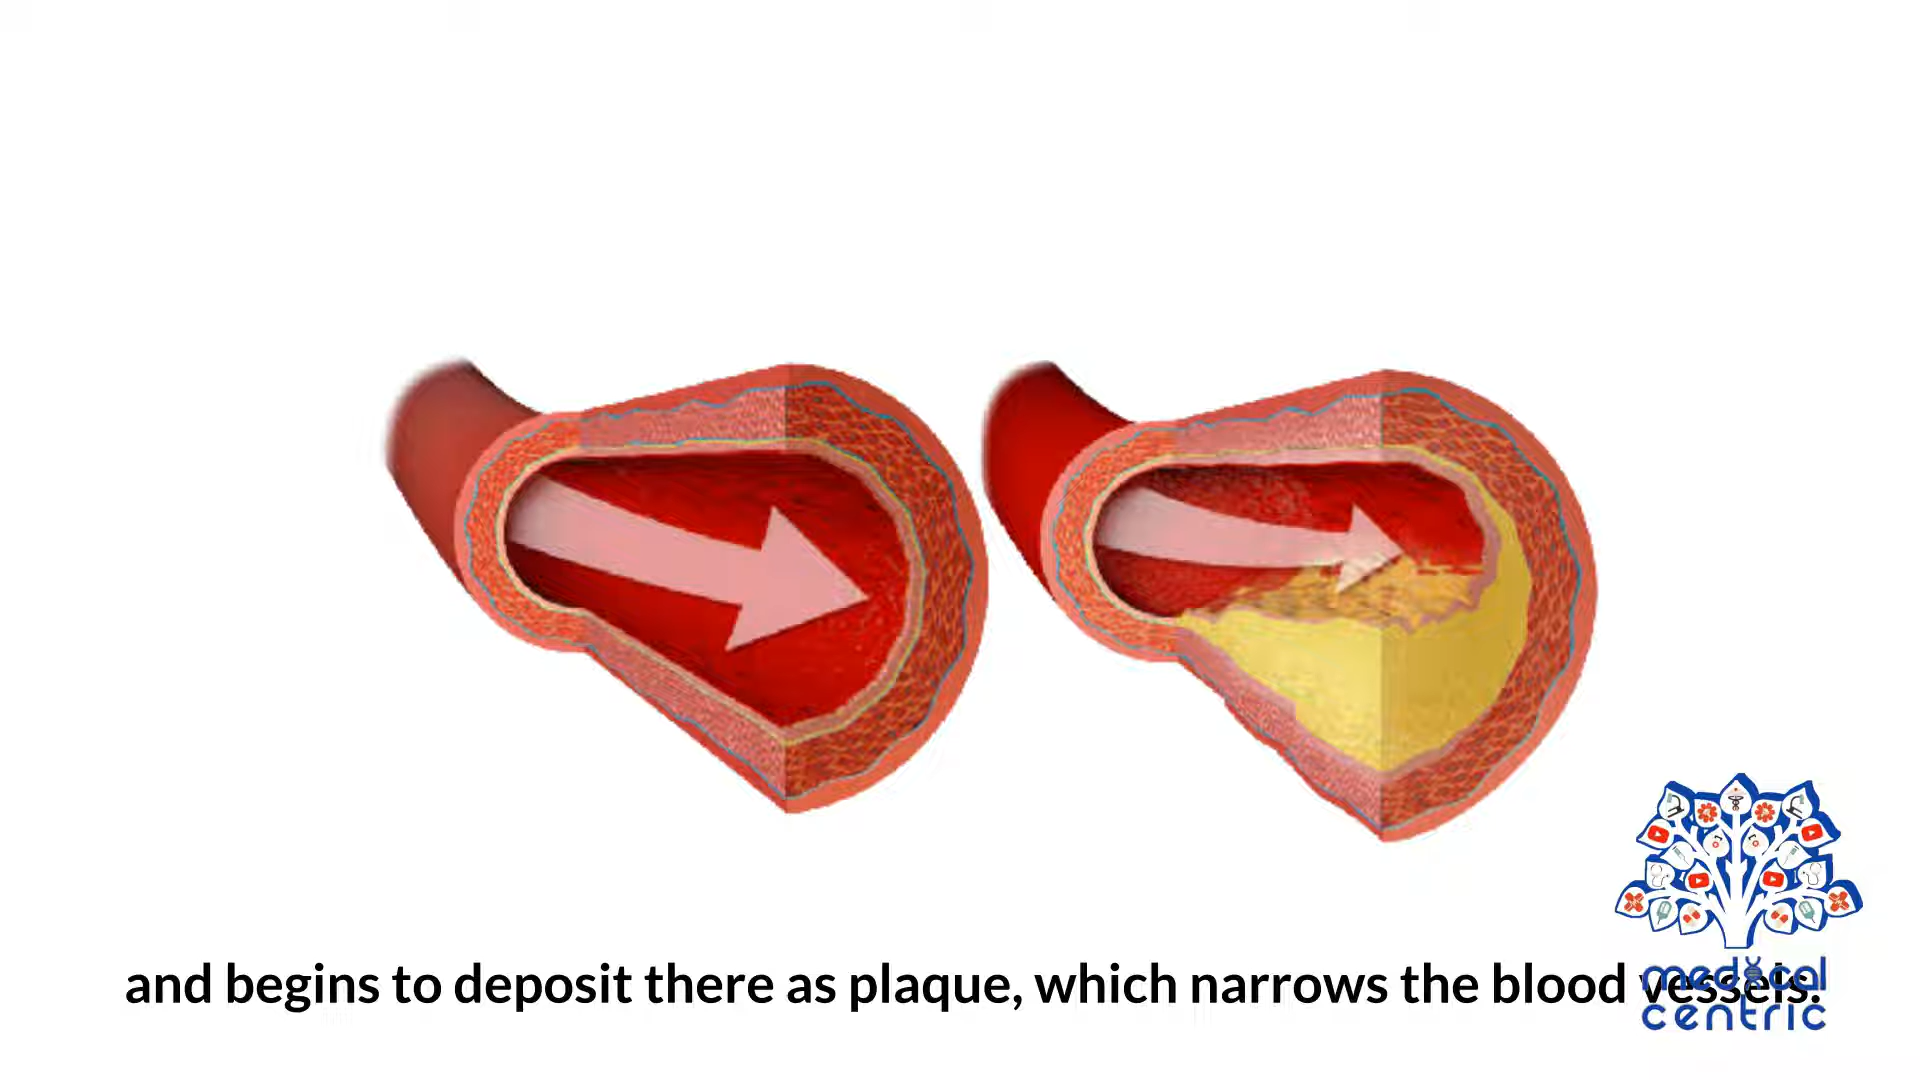 and begins to deposit there as plaque, which narrows the blood vessels.
medical
centric